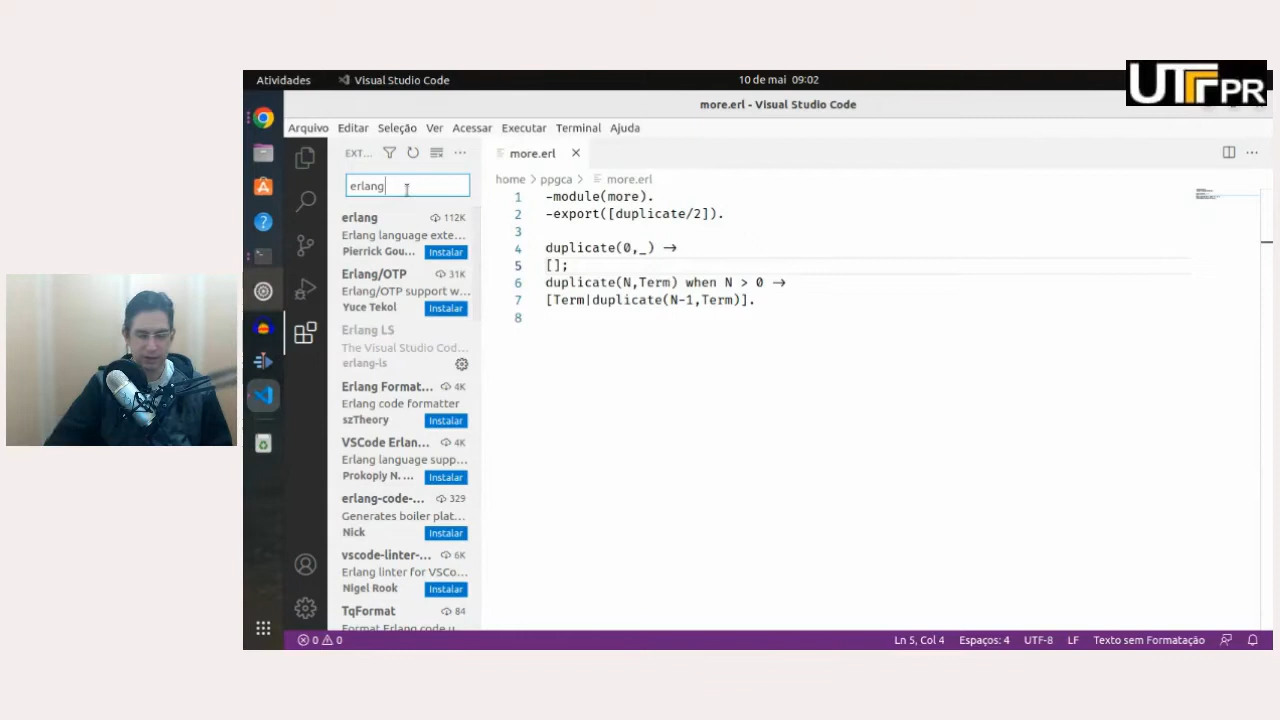 Atividades
Visual Studio Code
10 de mai 09:02
UTFPR
more.erl - Visual Studio Code
Arquivo Editar Seleção Ver Acessar Executar Terminal Ajuda
EXT...
more.erl
erlang
home > ppgca > more.erl
erlang 112K
Erlang language exte...
Pierrick Gou... Instalar
Erlang/OTP 31K
Erlang/OTP support w...
Yuce Tekol Instalar
Erlang LS
The Visual Studio Cod...
erlang-ls
Erlang Format... 4K
Erlang code formatter
szTheory Instalar
VSCode Erlan... 4K
Erlang language supp...
Prokopiy N. ... Instalar
erlang-code-... 329
Generates boiler plat...
Nick Instalar
vscode-linter-... 6K
Erlang linter for VSCo...
Nigel Rook Instalar
TqFormat 84
Format Erlang code u...
1 -module(more).
2 -export([duplicate/2]).
3
4 duplicate(0,_) ->
5 [];
6 duplicate(N,Term) when N > 0 ->
7 [Term|duplicate(N-1,Term)].
8
0 0
Ln 5, Col 4 Espaços: 4 UTF-8 LF Texto sem Formatação